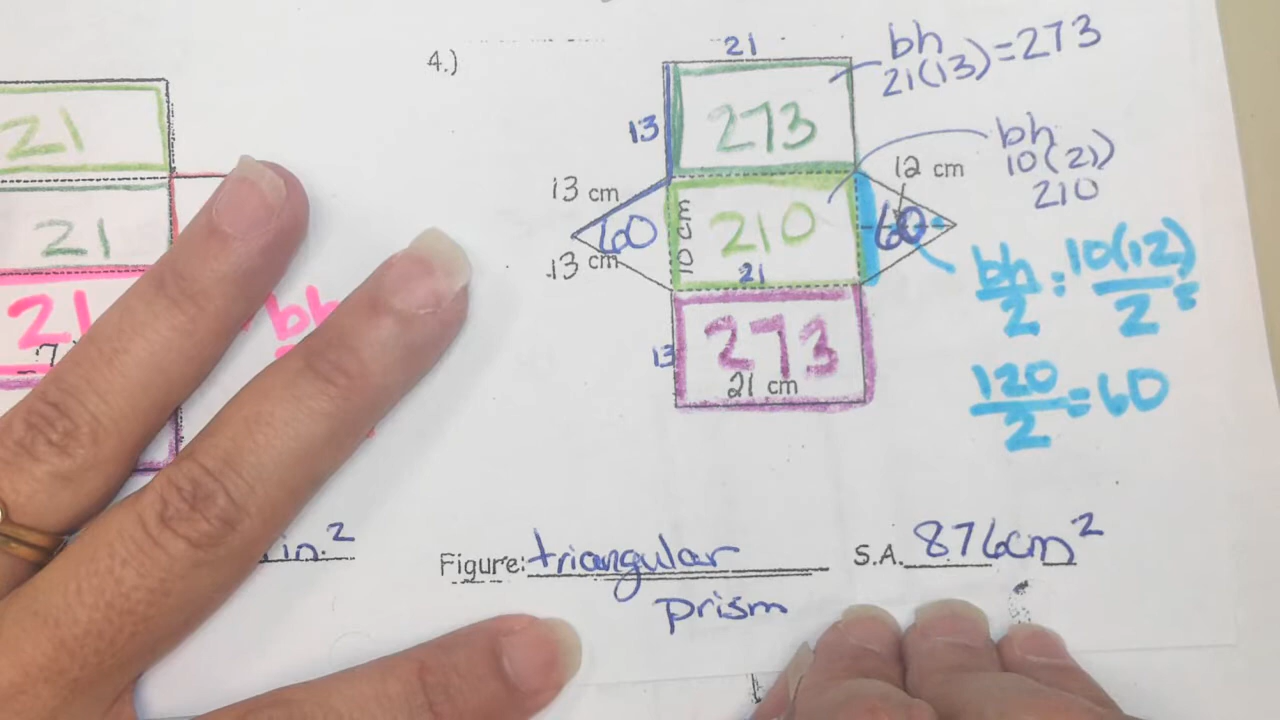 21
21
21
7
bh
in.²
4.)
21
bh
21(13)=273
13
273
bh
10(21)
210
12 cm
13 cm
60
13 cm
10 cm
210
21
60
bh/2 = 10(12)/2 =
120/2 = 60
13
273
21 cm
Figure: triangular
prism
S.A. 876cm²